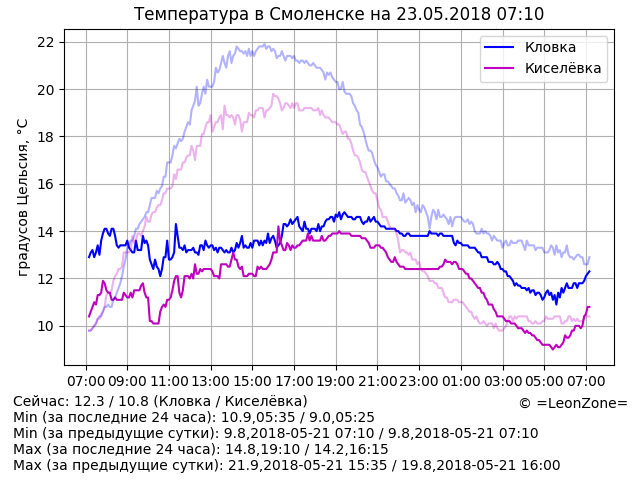 Температура в Смоленске на 23.05.2018 07:10
Кловка
Киселёвка
градусов Цельсия, °C
22
20
18
16
14
12
10
07:00 09:00 11:00 13:00 15:00 17:00 19:00 21:00 23:00 01:00 03:00 05:00 07:00
Сейчас: 12.3 / 10.8 (Кловка / Киселёвка)
© =LeonZone=
Min (за последние 24 часа): 10.9,05:35 / 9.0,05:25
Min (за предыдущие сутки): 9.8,2018-05-21 07:10 / 9.8,2018-05-21 07:10
Max (за последние 24 часа): 14.8,19:10 / 14.2,16:15
Max (за предыдущие сутки): 21.9,2018-05-21 15:35 / 19.8,2018-05-21 16:00